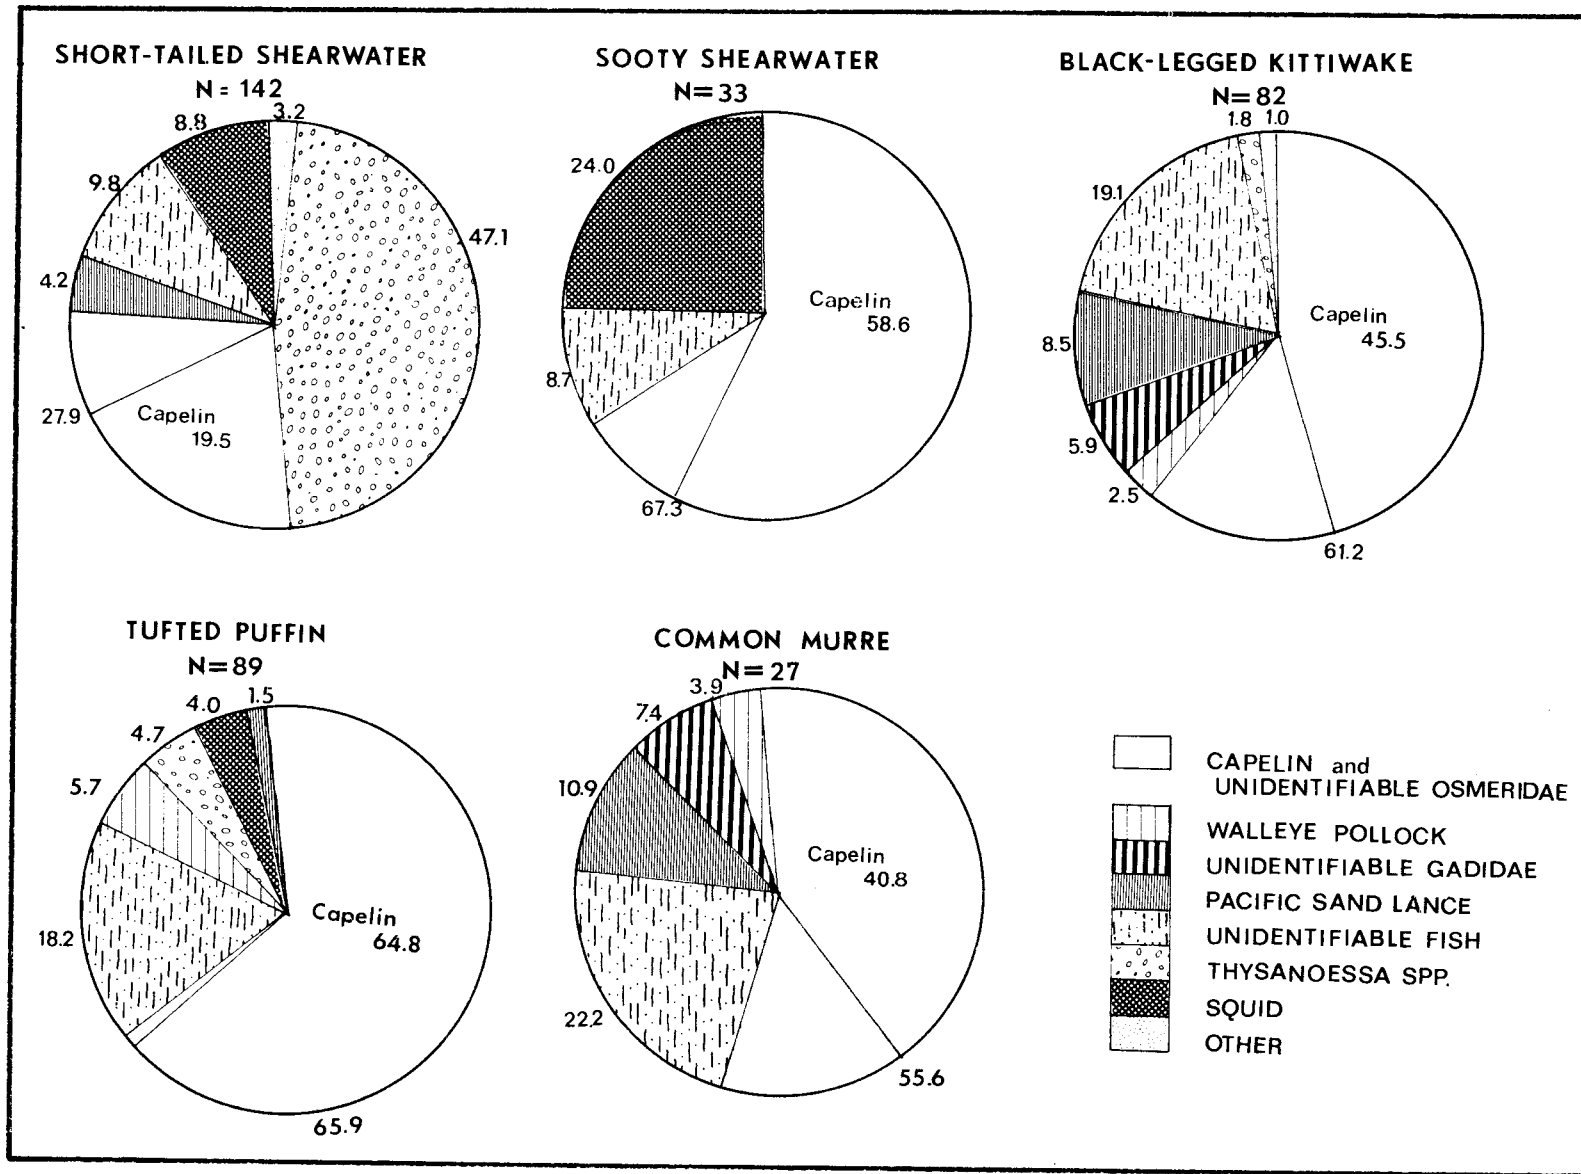 SHORT-TAILED SHEARWATER
N = 142
3.2
8.8
9.8
47.1
4.2
27.9
Capelin
19.5
SOOTY SHEARWATER
N=33
24.0
Capelin
58.6
8.7
67.3
BLACK-LEGGED KITTIWAKE
N=82
1.8 1.0
19.1
Capelin
45.5
8.5
5.9
2.5
61.2
TUFTED PUFFIN
N=89
4.0 1.5
4.7
5.7
Capelin
64.8
18.2
65.9
COMMON MURRE
N=27
3.9
7.4
10.9
Capelin
40.8
22.2
55.6
CAPELIN and
UNIDENTIFIABLE OSMERIDAE
WALLEYE POLLOCK
UNIDENTIFIABLE GADIDAE
PACIFIC SAND LANCE
UNIDENTIFIABLE FISH
THYSANOESSA SPP.
SQUID
OTHER